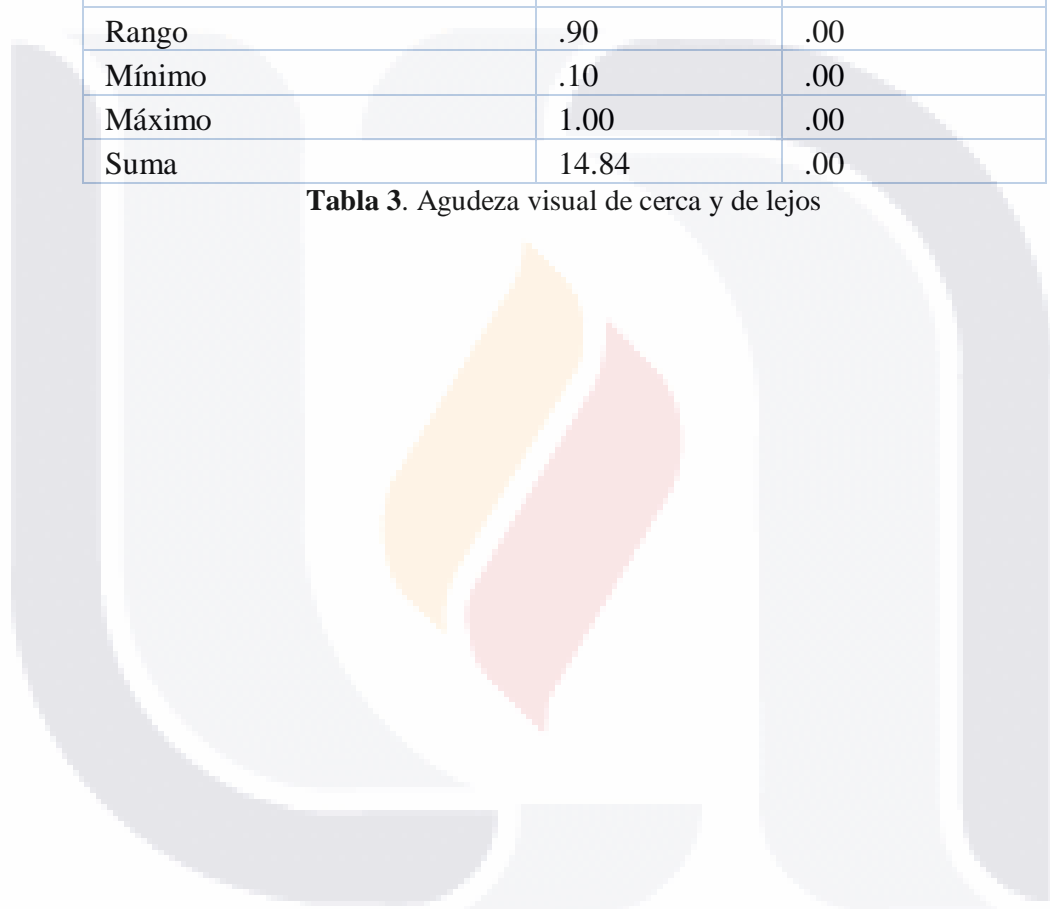 Rango .90 .00
Mínimo .10 .00
Máximo 1.00 .00
Suma 14.84 .00
Tabla 3. Agudeza visual de cerca y de lejos